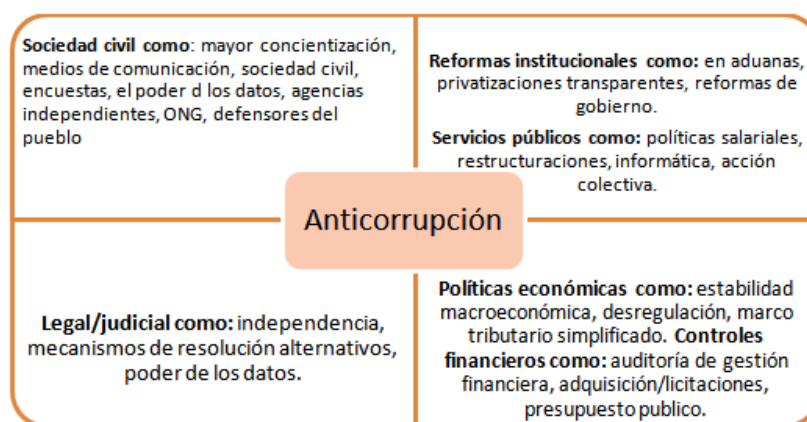 Sociedad civil como: mayor concientización,
medios de comunicación, sociedad civil,
encuestas, el poder d los datos, agencias
independientes, ONG, defensores del
pueblo
Reformas institucionales como: en aduanas,
privatizaciones transparentes, reformas de
gobierno.
Servicios públicos como: políticas salariales,
restructuraciones, informática, acción
colectiva.
Anticorrupción
Legal/judicial como: independencia,
mecanismos de resolución alternativos,
poder de los datos.
Políticas económicas como: estabilidad
macroeconómica, desregulación, marco
tributario simplificado. Controles
financieros como: auditoría de gestión
financiera, adquisición/licitaciones,
presupuesto publico.